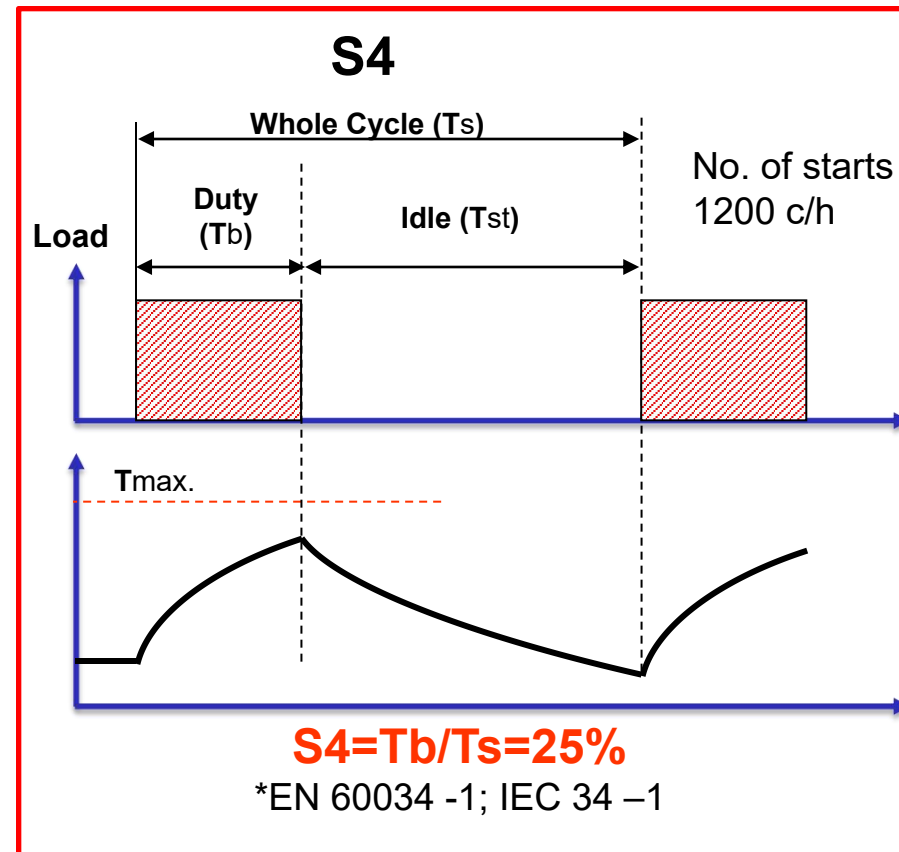 S4
Whole Cycle (Ts)
No. of starts
1200 c/h
Duty
(Tb)
Idle (Tst)
Load
Tmax.
S4=Tb/Ts=25%
*EN 60034 -1; IEC 34 –1